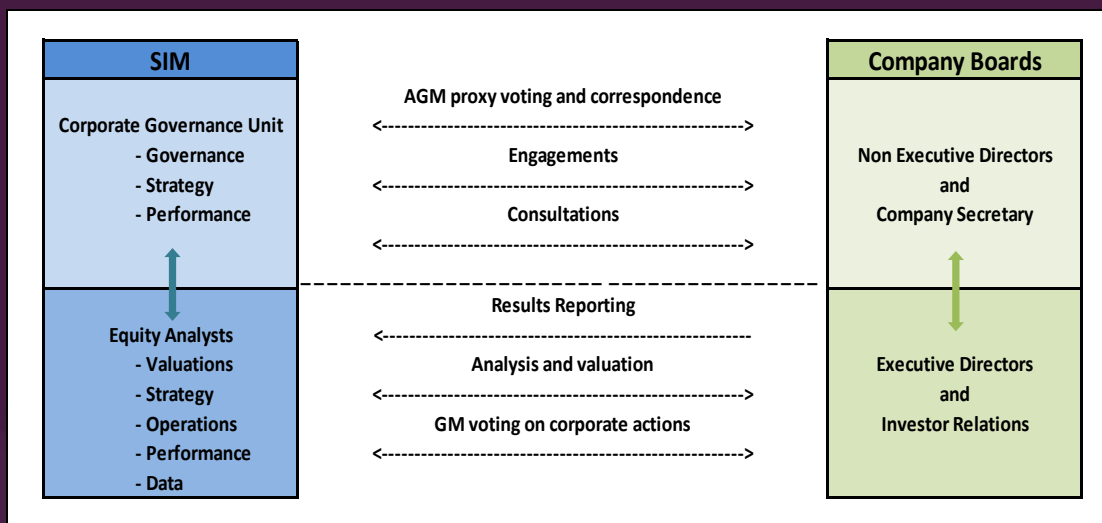 SIM
Corporate Governance Unit
- Governance
- Strategy
- Performance
Equity Analysts
- Valuations
- Strategy
- Operations
- Performance
- Data
AGM proxy voting and correspondence
Engagements
Consultations
Results Reporting
Analysis and valuation
GM voting on corporate actions
Company Boards
Non Executive Directors
and
Company Secretary
Executive Directors
and
Investor Relations